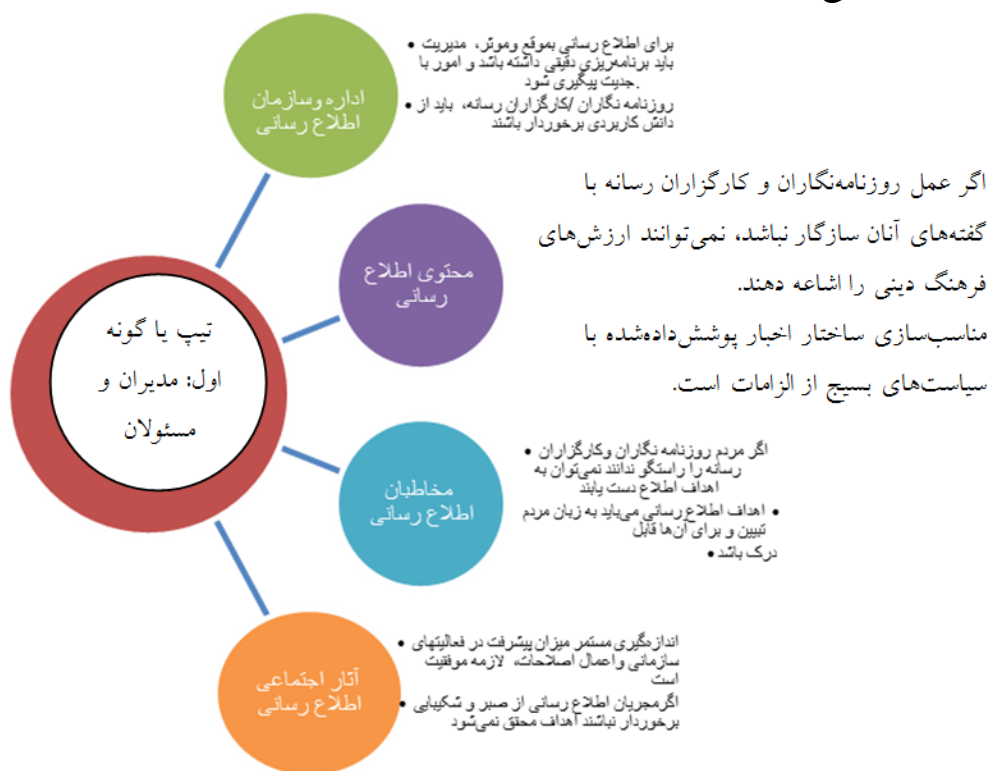 اداره وسازمان
اطلاع رسانی
• برای اطلاع رسانی بموقع وموثر، مدیریت
باید برنامه‌ریزی دقیقی داشته باشد و امور با
جدیت پیگیری شود.
• روزنامه نگاران /کارگزاران رسانه، باید از
دانش کاربردی برخوردار باشند
محتوی اطلاع
رسانی
اگر عمل روزنامه‌نگاران و کارگزاران رسانه با
گفته‌های آنان سازگار نباشد، نمی‌توانند ارزش‌های
فرهنگ دینی را اشاعه دهند.
مناسب‌سازی ساختار اخبار پوشش‌داده‌شده با
سیاست‌های بسیج از الزامات است.
تیپ یا گونه
اول: مدیران و
مسئولان
مخاطبان
اطلاع رسانی
• اگر مردم روزنامه نگاران وکارگزاران
رسانه را راستگو ندانند نمی‌توان به
اهداف اطلاع دست یابند
• اهداف اطلاع رسانی می‌باید به زبان مردم
تبیین و برای آن‌ها قابل
درک باشد •
آثار اجتماعی
اطلاع رسانی
• اندازه‌گیری مستمر میزان پیشرفت در فعالیتهای
سازمانی واعمال اصلاحات، لازمه موفقیت
است
• اگرمجریان اطلاع رسانی از صبر و شکیبایی
برخوردار نباشند اهداف محقق نمی‌شود